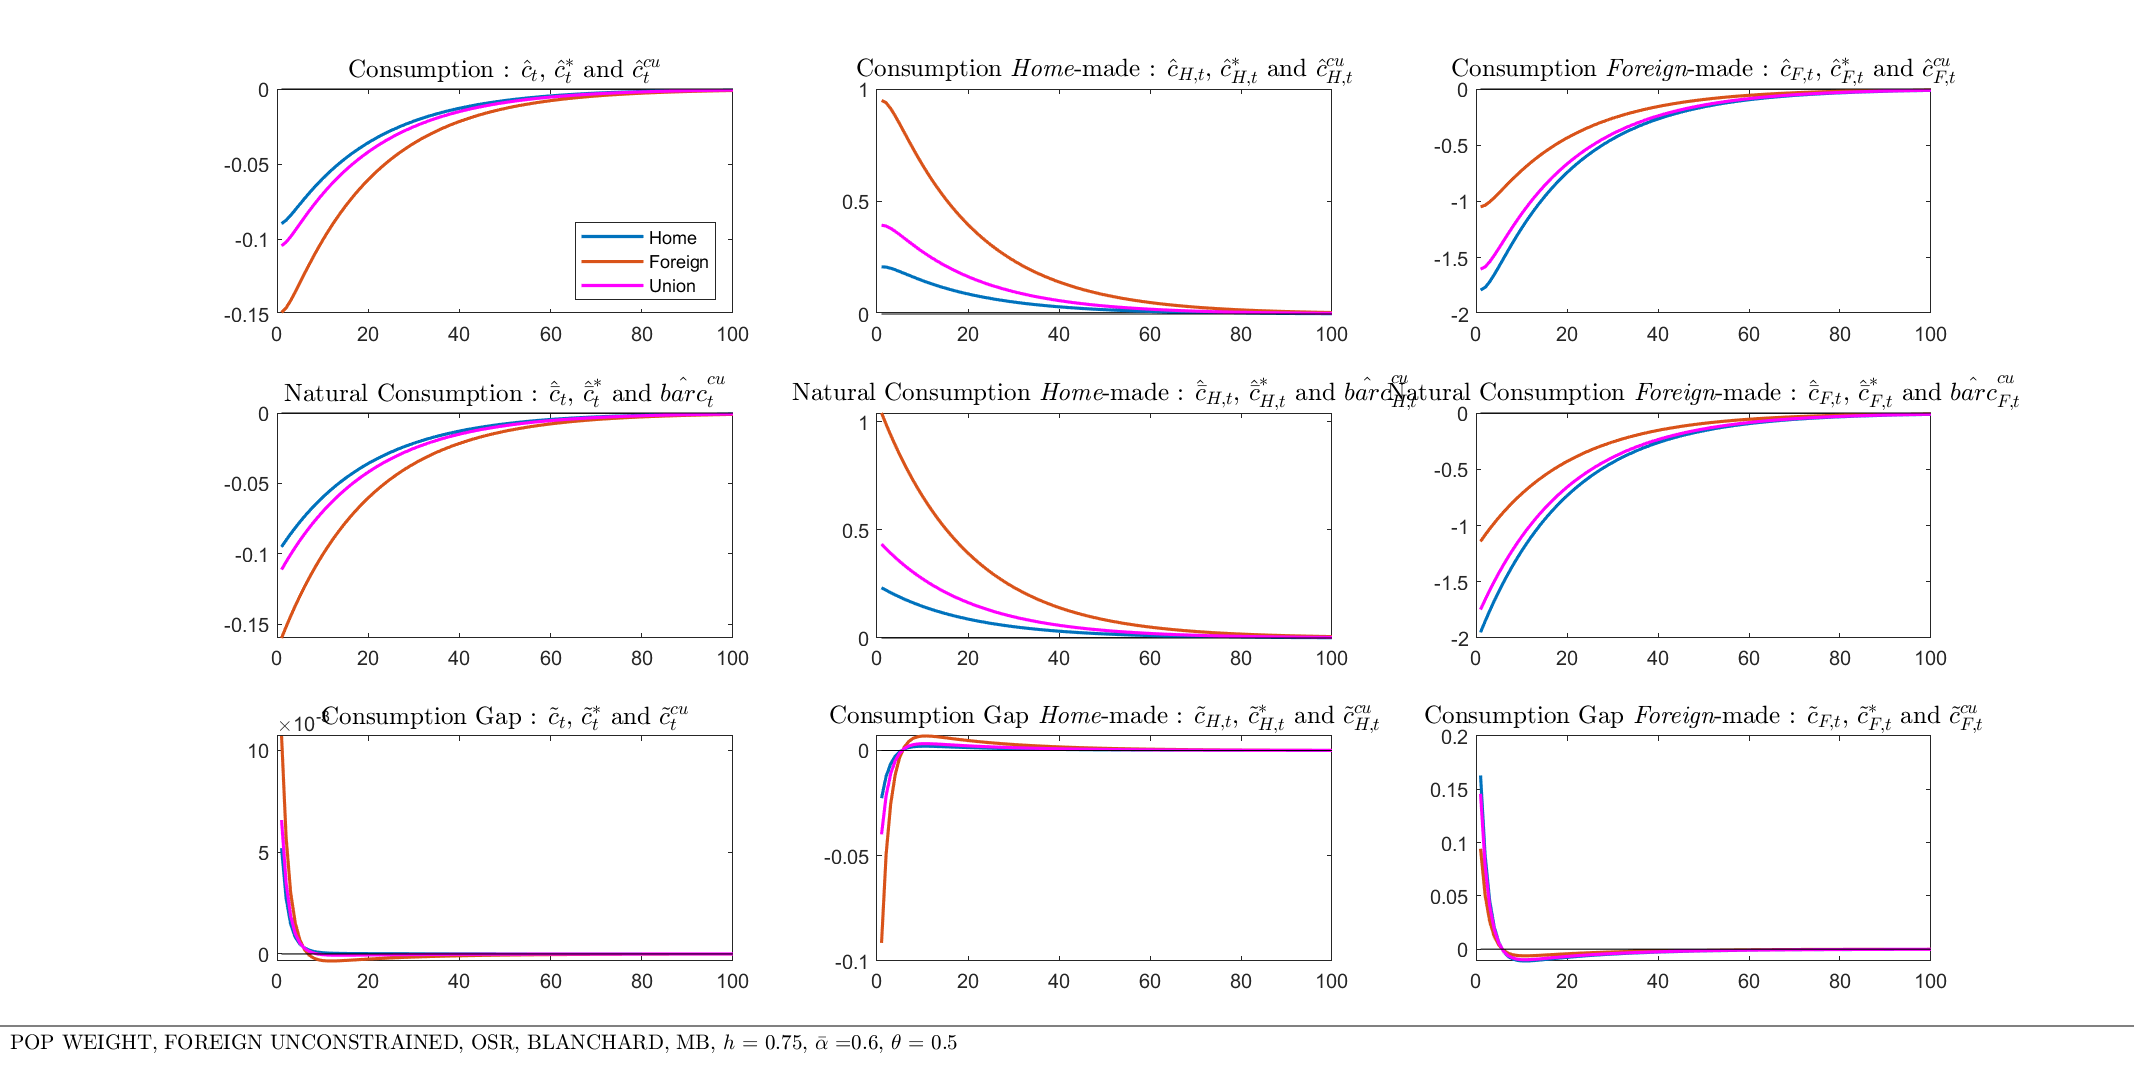 Consumption : ĉ_t, ĉ*_t and ĉ^cu_t
0
-0.05
-0.1
-0.15
0 20 40 60 80 100
Home
Foreign
Union
Consumption Home-made : ĉ_H,t, ĉ*_H,t and ĉ^cu_H,t
1
0.5
0
0 20 40 60 80 100
Consumption Foreign-made : ĉ_F,t, ĉ*_F,t and ĉ^cu_F,t
0
-0.5
-1
-1.5
-2
0 20 40 60 80 100
Natural Consumption : c̄̂_t, c̄̂*_t and bar̂c^cu_t
0
-0.05
-0.1
-0.15
0 20 40 60 80 100
Natural Consumption Home-made : c̄̂_H,t, c̄̂*_H,t and bar̂c^cu_H,t
1
0.5
0
0 20 40 60 80 100
Natural Consumption Foreign-made : c̄̂_F,t, c̄̂*_F,t and bar̂c^cu_F,t
0
-0.5
-1
-1.5
-2
0 20 40 60 80 100
Consumption Gap : c̃_t, c̃*_t and c̃^cu_t
×10^-3
10
5
0
0 20 40 60 80 100
Consumption Gap Home-made : c̃_H,t, c̃*_H,t and c̃^cu_H,t
0
-0.05
-0.1
0 20 40 60 80 100
Consumption Gap Foreign-made : c̃_F,t, c̃*_F,t and c̃^cu_F,t
0.2
0.15
0.1
0.05
0
0 20 40 60 80 100
POP WEIGHT, FOREIGN UNCONSTRAINED, OSR, BLANCHARD, MB, h = 0.75, ᾱ =0.6, θ = 0.5